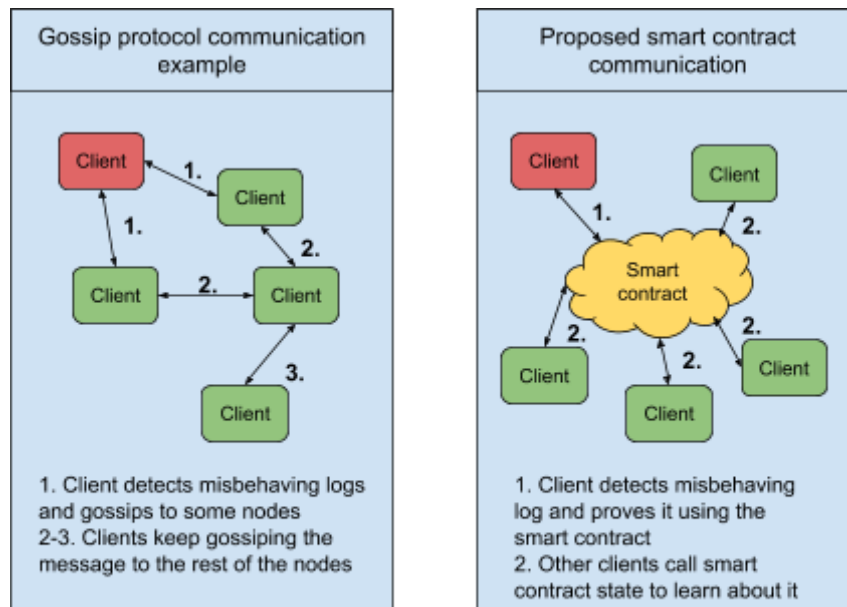 Gossip protocol communication
example
Client
1.
Client
1.
2.
Client
2.
Client
3.
Client
1. Client detects misbehaving logs
and gossips to some nodes
2-3. Clients keep gossiping the
message to the rest of the nodes
Proposed smart contract
communication
Client
Client
1.
2.
Smart
contract
2.
2.
2.
Client
Client
Client
1. Client detects misbehaving
log and proves it using the
smart contract
2. Other clients call smart
contract state to learn about it